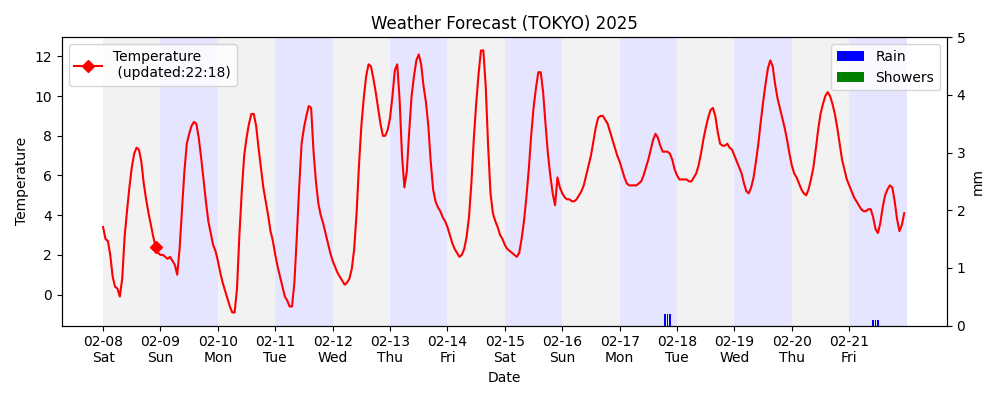 Weather Forecast (TOKYO) 2025
Temperature
(updated:22:18)
Rain
Showers
Temperature
12
10
8
6
4
2
0
5
4
3
2
1
0
mm
02-08 02-09 02-10 02-11 02-12 02-13 02-14 02-15 02-16 02-17 02-18 02-19 02-20 02-21
Sat Sun Mon Tue Wed Thu Fri Sat Sun Mon Tue Wed Thu Fri
Date